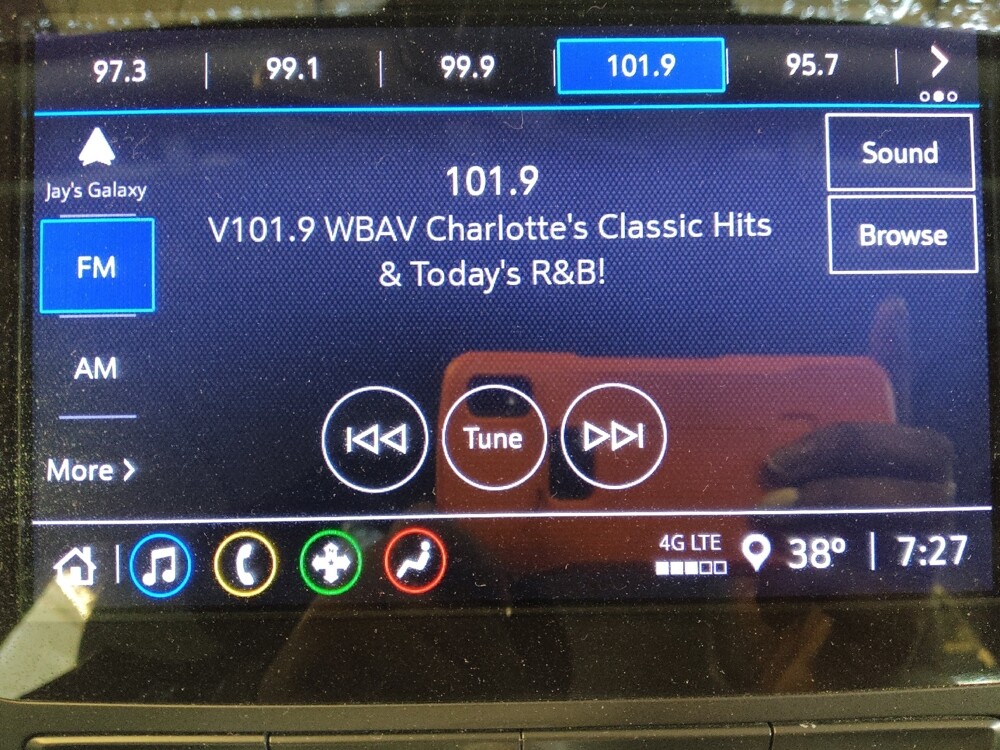 97.3
99.1
99.9
101.9
95.7
Jay's Galaxy
FM
AM
More
101.9
V101.9 WBAV Charlotte's Classic Hits
& Today's R&B!
Tune
Sound
Browse
4G LTE
38°
7:27